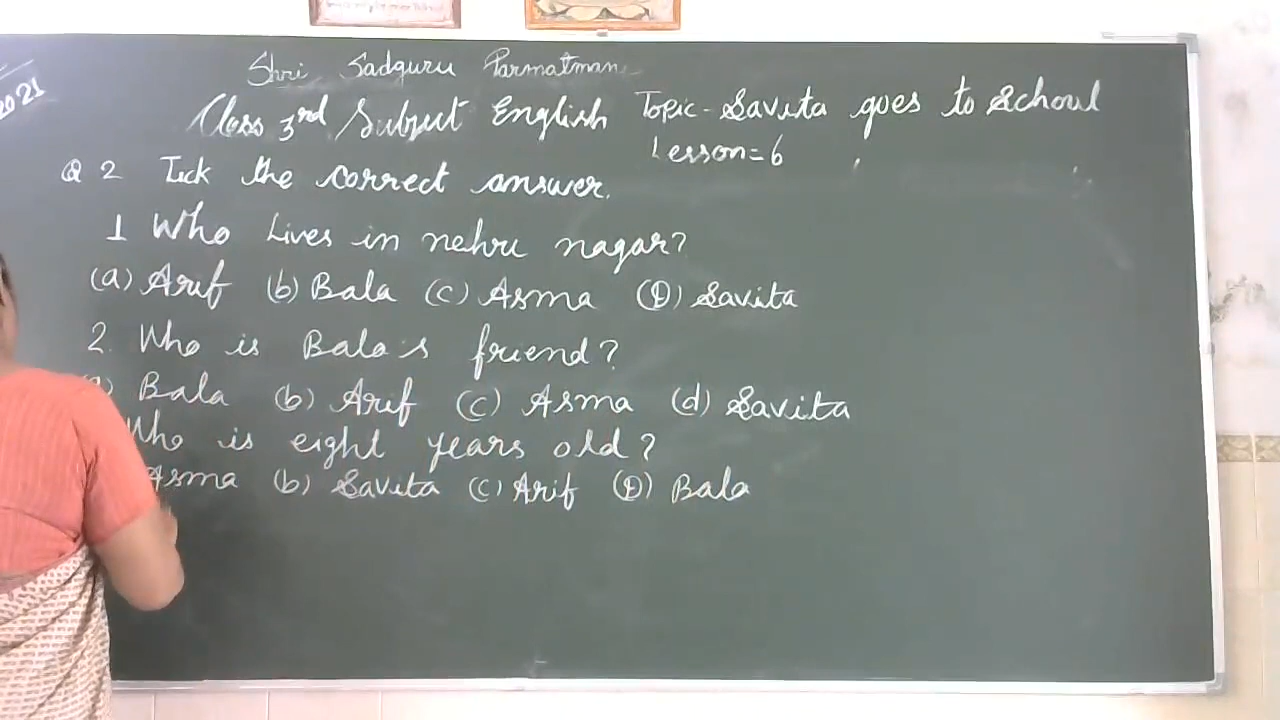 Shri Sadguru Parmatman
2021
Class 3rd Subject English Topic - Savita goes to School
Lesson = 6
Q 2 Tick the correct answer.
1 Who Lives in nehru nagar?
(a) Arif (b) Bala (c) Asma (D) Savita
2. Who is Bala's friend?
Bala (b) Arif (c) Asma (d) Savita
Who is eight years old?
Asma (b) Savita (c) Arif (D) Bala